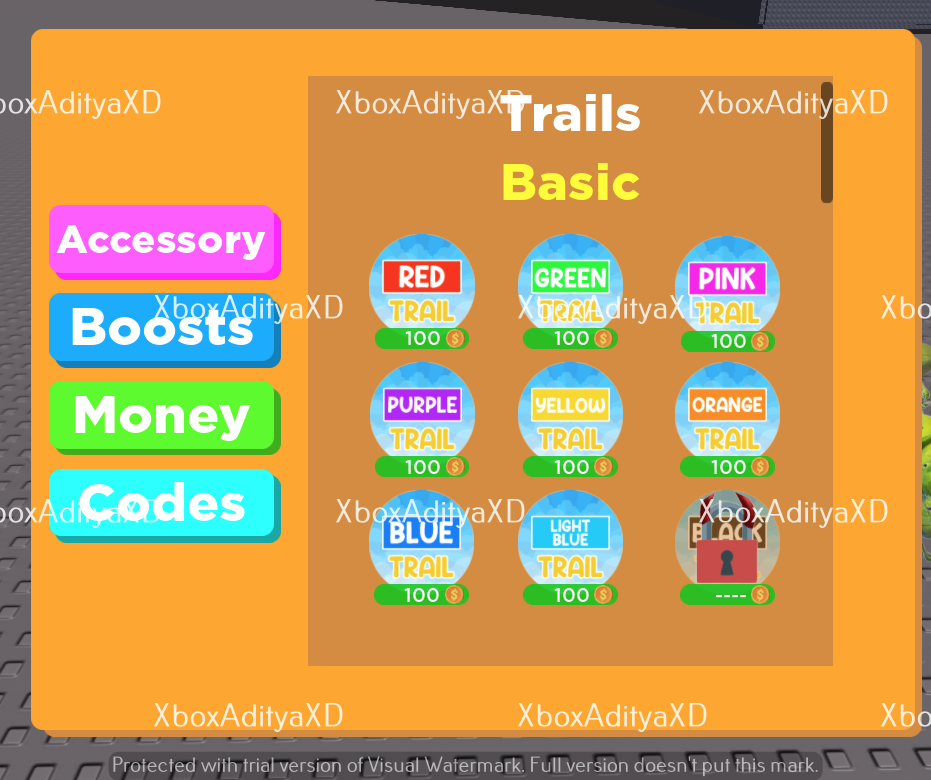 XboxAdityaXD XboxAdityaXD
Trails
Basic
Accessory
Boosts
Money
Codes
RED
TRAIL
100
GREEN
TRAIL
100
PINK
TRAIL
100
XboxAdityaXD XboxAdityaXD
PURPLE
TRAIL
100
YELLOW
TRAIL
100
ORANGE
TRAIL
100
BLUE
TRAIL
100
LIGHT
BLUE
TRAIL
100
BLACK
----
XboxAdityaXD XboxAdityaXD
XboxAdityaXD XboxAdityaXD
Protected with trial version of Visual Watermark. Full version doesn't put this mark.